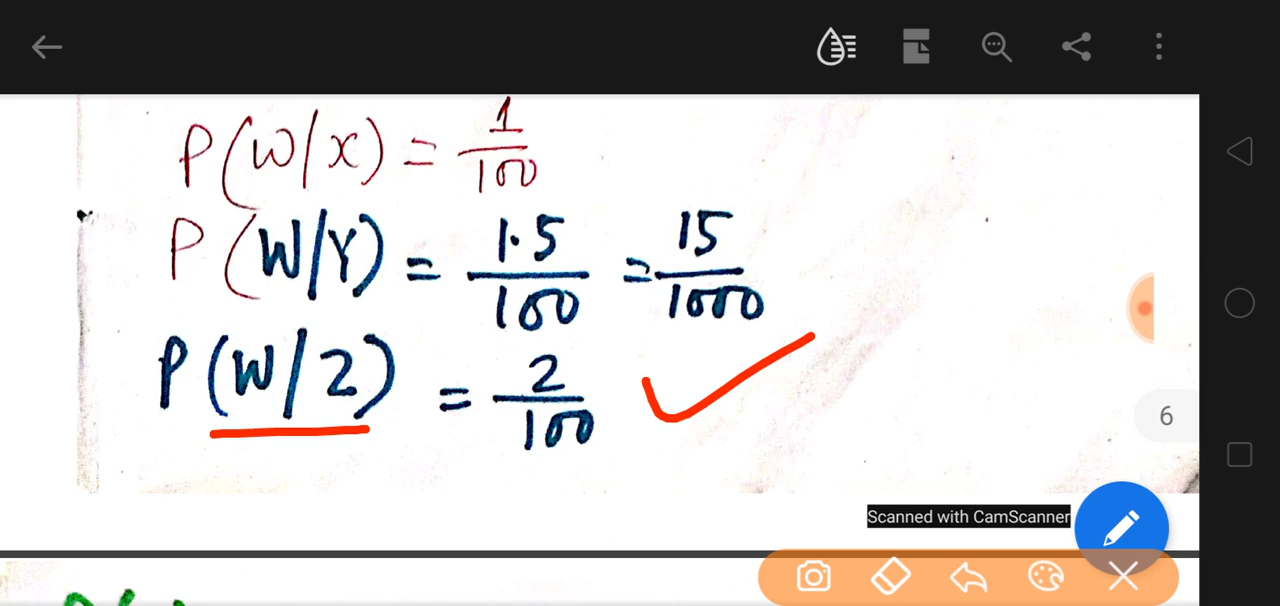 P(W/X) = 1/100
P(W/Y) = 1.5/100 = 15/1000
P(W/Z) = 2/100
6
Scanned with CamScanner